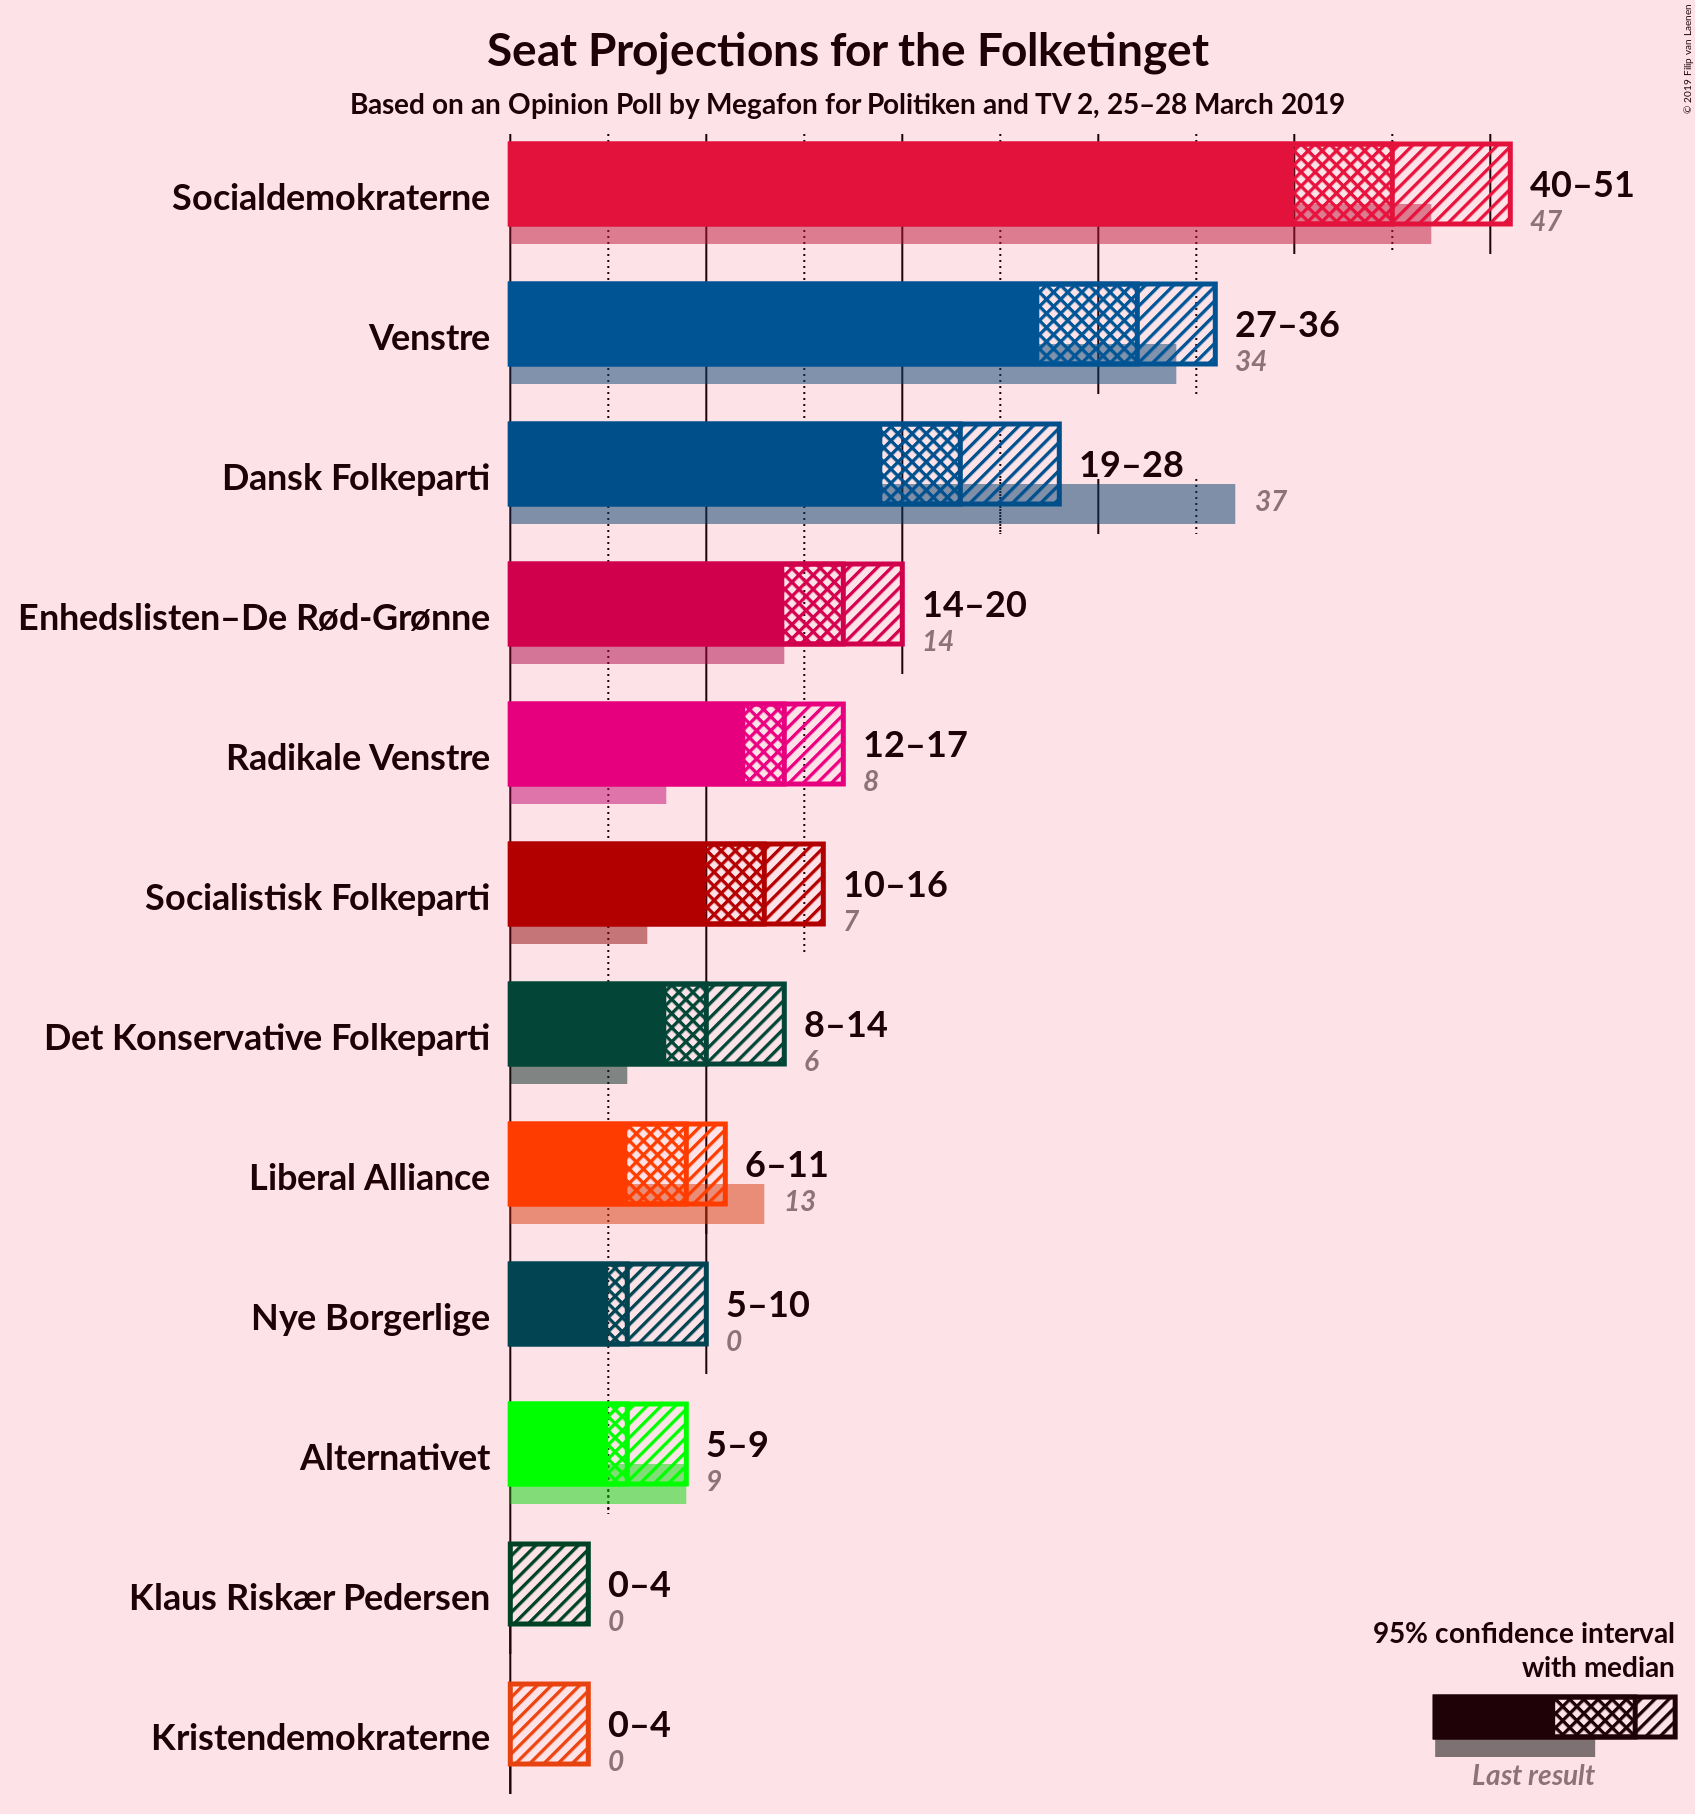 Seat Projections for the Folketinget
Based on an Opinion Poll by Megafon for Politiken and TV 2, 25–28 March 2019
© 2019 Filip van Laenen
Socialdemokraterne
40–51
47
Venstre
27–36
34
Dansk Folkeparti
19–28
37
Enhedslisten–De Rød-Grønne
14–20
14
Radikale Venstre
12–17
8
Socialistisk Folkeparti
10–16
7
Det Konservative Folkeparti
8–14
6
Liberal Alliance
6–11
13
Nye Borgerlige
5–10
0
Alternativet
5–9
9
Klaus Riskær Pedersen
0–4
0
Kristendemokraterne
0–4
0
95% confidence interval
with median
Last result